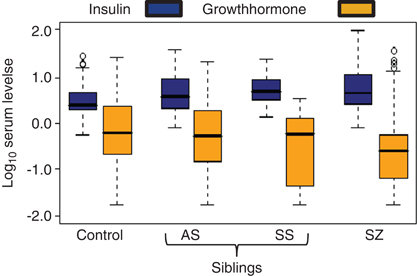 Insulin Growthhormone
Log10 serum levelse
2.0
1.0
0.0
-1.0
-2.0
Control AS SS SZ
Siblings